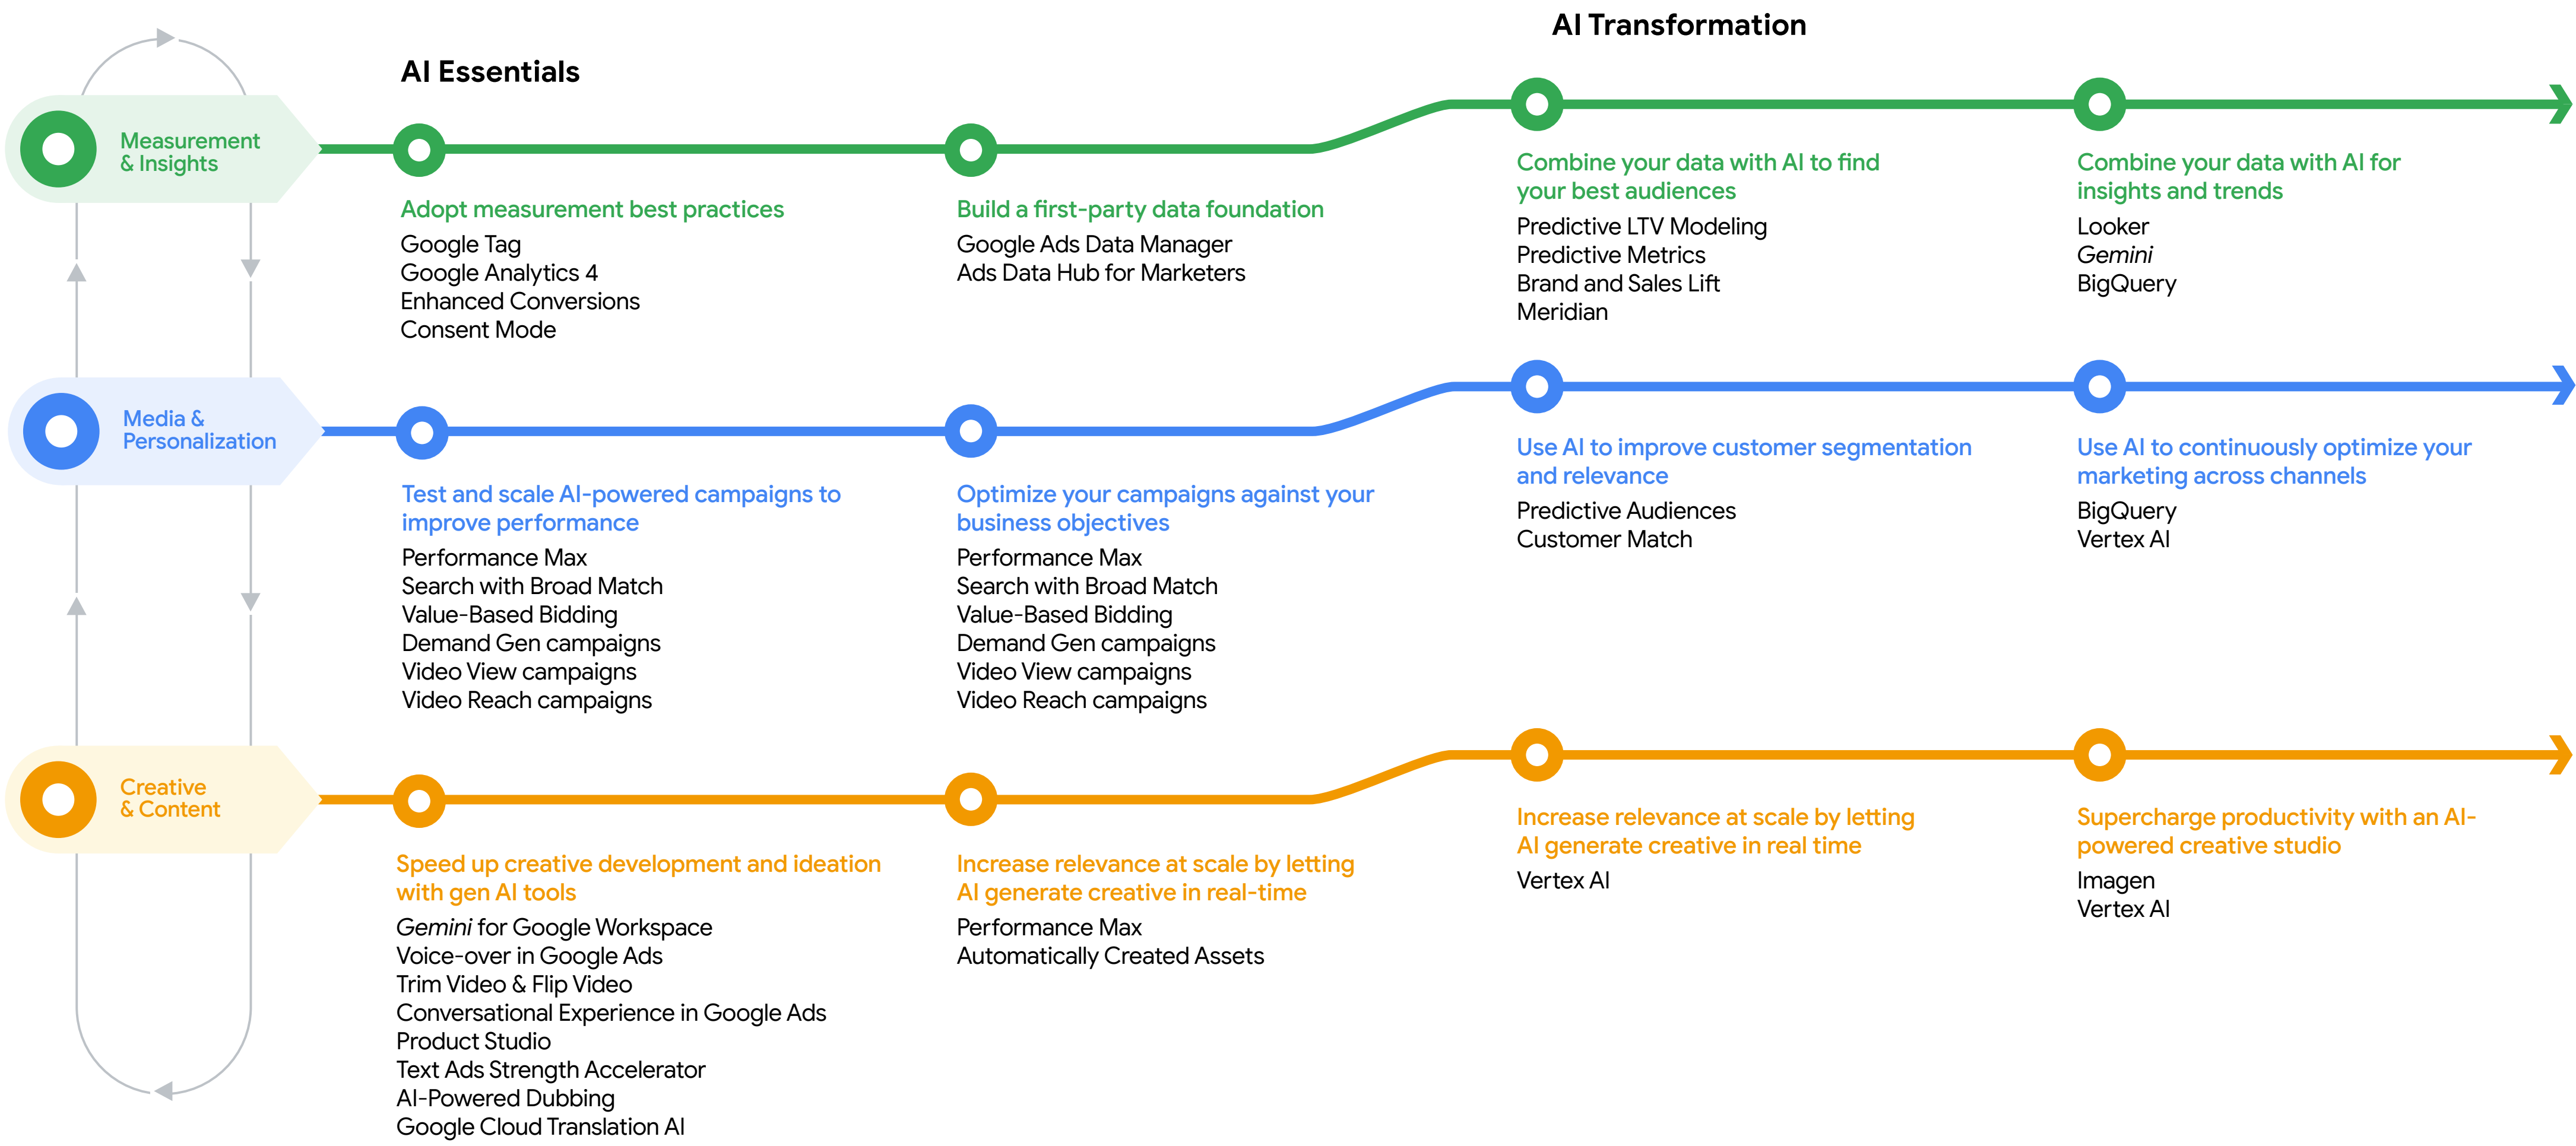 AI Transformation
AI Essentials
Measurement
& Insights
Adopt measurement best practices
Google Tag
Google Analytics 4
Enhanced Conversions
Consent Mode
Build a first-party data foundation
Google Ads Data Manager
Ads Data Hub for Marketers
Combine your data with AI to find
your best audiences
Predictive LTV Modeling
Predictive Metrics
Brand and Sales Lift
Meridian
Combine your data with AI for
insights and trends
Looker
Gemini
BigQuery
Media &
Personalization
Test and scale AI-powered campaigns to
improve performance
Performance Max
Search with Broad Match
Value-Based Bidding
Demand Gen campaigns
Video View campaigns
Video Reach campaigns
Optimize your campaigns against your
business objectives
Performance Max
Search with Broad Match
Value-Based Bidding
Demand Gen campaigns
Video View campaigns
Video Reach campaigns
Use AI to improve customer segmentation
and relevance
Predictive Audiences
Customer Match
Use AI to continuously optimize your
marketing across channels
BigQuery
Vertex AI
Creative
& Content
Speed up creative development and ideation
with gen AI tools
Gemini for Google Workspace
Voice-over in Google Ads
Trim Video & Flip Video
Conversational Experience in Google Ads
Product Studio
Text Ads Strength Accelerator
AI-Powered Dubbing
Google Cloud Translation AI
Increase relevance at scale by letting
AI generate creative in real-time
Performance Max
Automatically Created Assets
Increase relevance at scale by letting
AI generate creative in real time
Vertex AI
Supercharge productivity with an AI-
powered creative studio
Imagen
Vertex AI